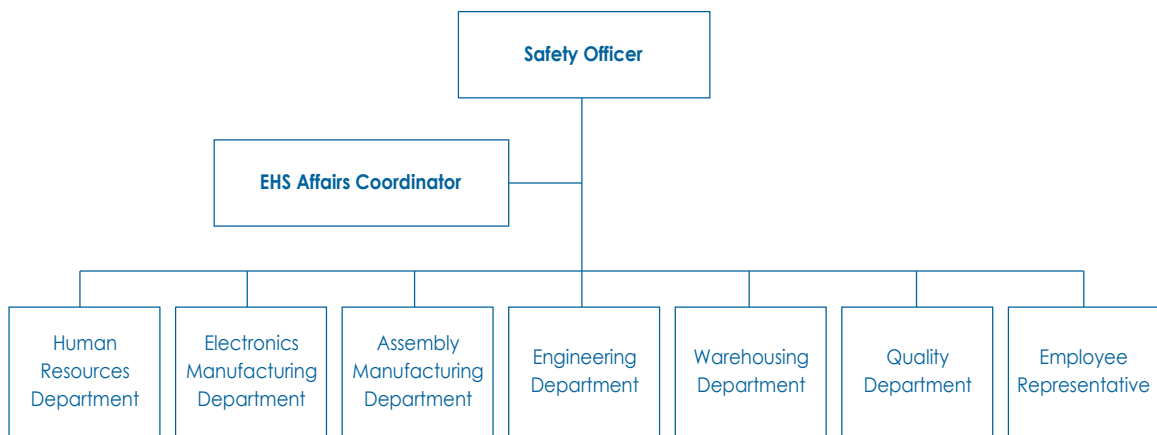 Safety Officer
EHS Affairs Coordinator
Human
Resources
Department
Electronics
Manufacturing
Department
Assembly
Manufacturing
Department
Engineering
Department
Warehousing
Department
Quality
Department
Employee
Representative